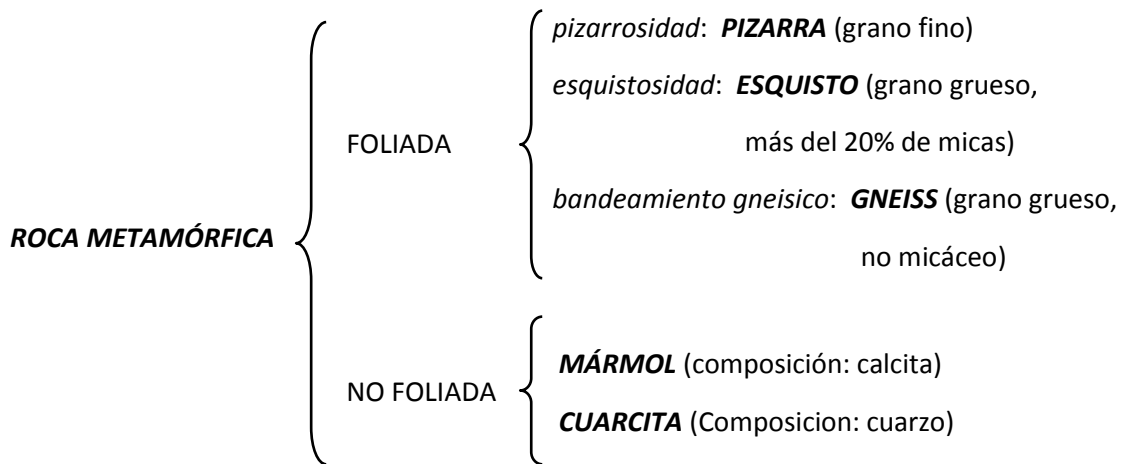 pizarrosidad: PIZARRA (grano fino)
esquistosidad: ESQUISTO (grano grueso,
más del 20% de micas)
FOLIADA
bandeamiento gneisico: GNEISS (grano grueso,
no micáceo)
ROCA METAMÓRFICA
MÁRMOL (composición: calcita)
NO FOLIADA
CUARCITA (Composicion: cuarzo)